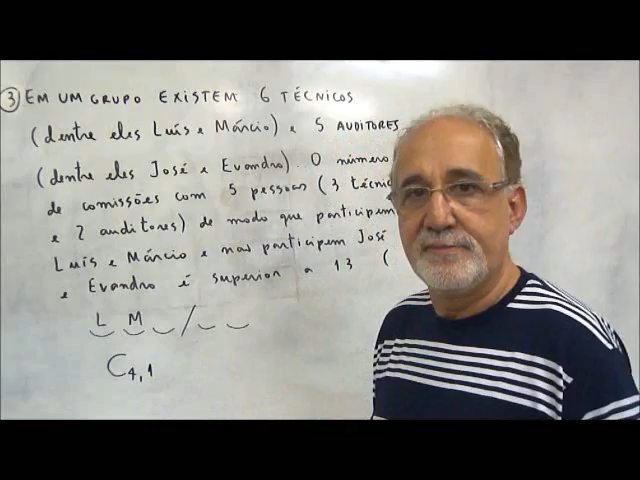 3 EM UM GRUPO EXISTEM 6 TÉCNICOS
(dentre eles Luís e Márcio) e 5 AUDITORES
(dentre eles José e Evandro). O número
de comissões com 5 pessoas (3 técnic
e 2 auditores) de modo que participem
Luís e Márcio e não participem José
e Evandro é superior a 13 (
L M _ / _ _
C4,1